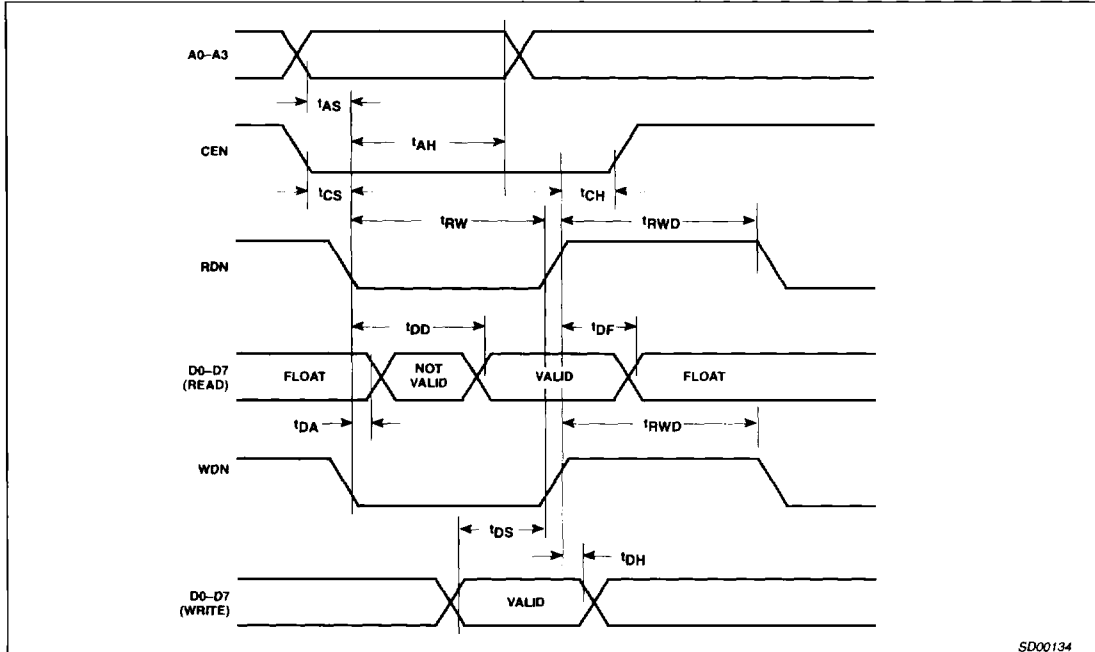 A0–A3
tAS
CEN
tAH
tCS
tCH
tRW
tRWD
RDN
tDD
tDF
D0–D7
(READ)
FLOAT
NOT
VALID
VALID
FLOAT
tDA
tRWD
WDN
tDS
tDH
D0–D7
(WRITE)
VALID
SD00134